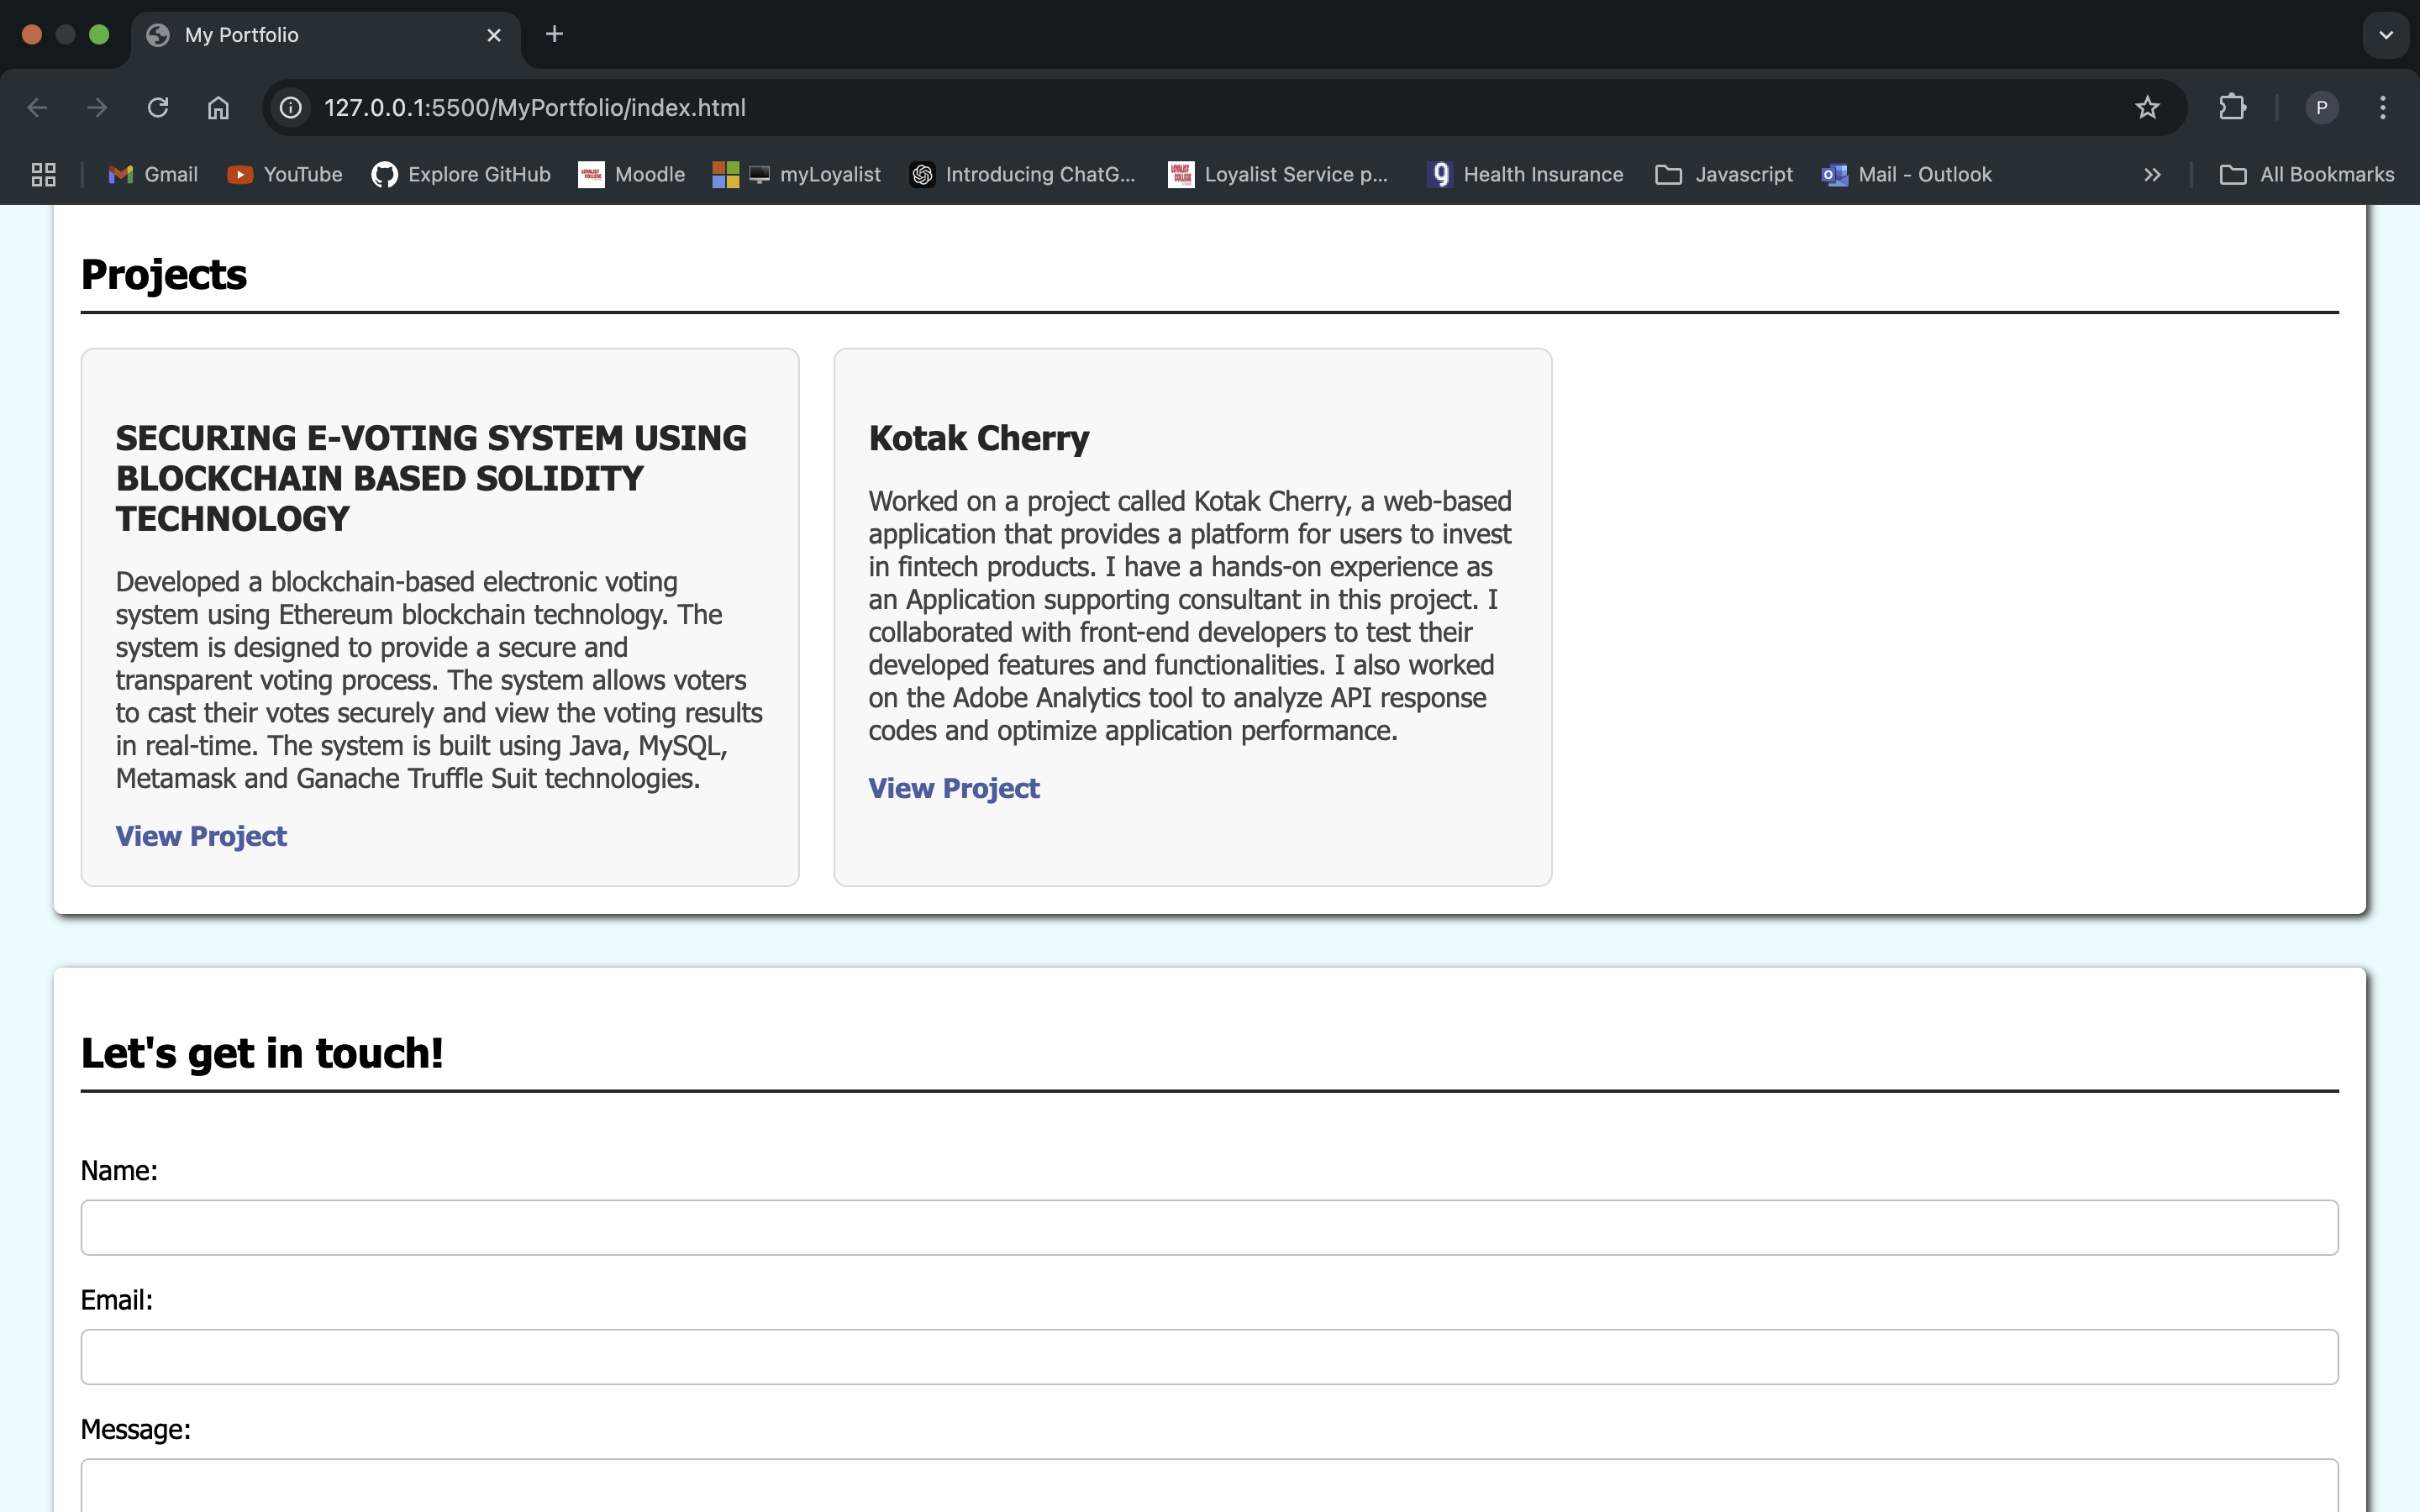 My Portfolio
127.0.0.1:5500/MyPortfolio/index.html
P
Gmail
YouTube
Explore GitHub
Moodle
myLoyalist
Introducing ChatG...
Loyalist Service p...
Health Insurance
Javascript
Mail - Outlook
All Bookmarks
Projects
SECURING E-VOTING SYSTEM USING
BLOCKCHAIN BASED SOLIDITY
TECHNOLOGY
Developed a blockchain-based electronic voting
system using Ethereum blockchain technology. The
system is designed to provide a secure and
transparent voting process. The system allows voters
to cast their votes securely and view the voting results
in real-time. The system is built using Java, MySQL,
Metamask and Ganache Truffle Suit technologies.
View Project
Kotak Cherry
Worked on a project called Kotak Cherry, a web-based
application that provides a platform for users to invest
in fintech products. I have a hands-on experience as
an Application supporting consultant in this project. I
collaborated with front-end developers to test their
developed features and functionalities. I also worked
on the Adobe Analytics tool to analyze API response
codes and optimize application performance.
View Project
Let's get in touch!
Name:
Email:
Message: